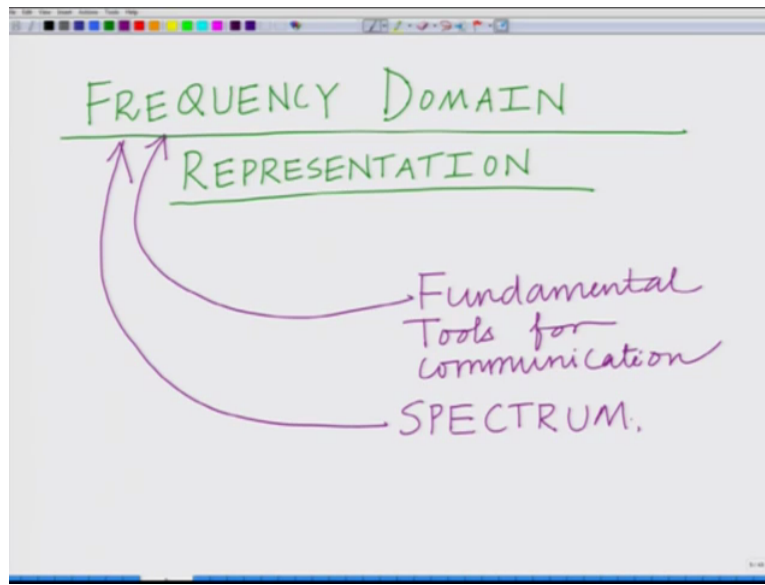 FREQUENCY DOMAIN
REPRESENTATION
Fundamental
Tools for
communication
SPECTRUM.